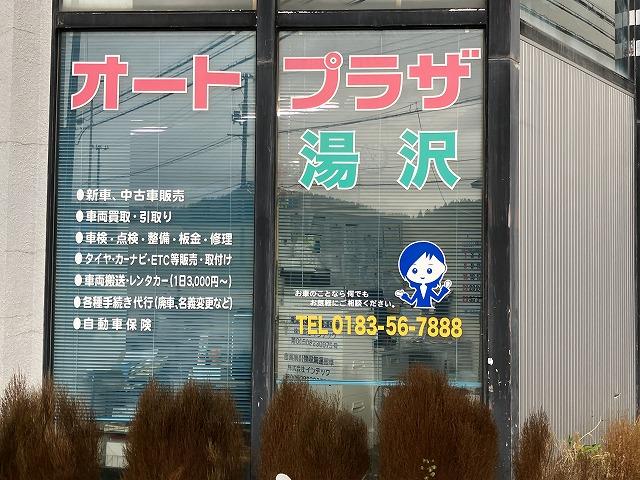 オート プラザ
湯沢
●新車、中古車販売
●車両買取・引取り
●車検・点検・整備・板金・修理
●タイヤ・カーナビ・ETC等販売・取付け
●車両搬送・レンタカー(1日3,000円〜)
●各種手続き代行(廃車、名義変更など)
●自動車保険
お車のことなら何でも
お気軽にご相談ください。
TEL 0183-56-7888